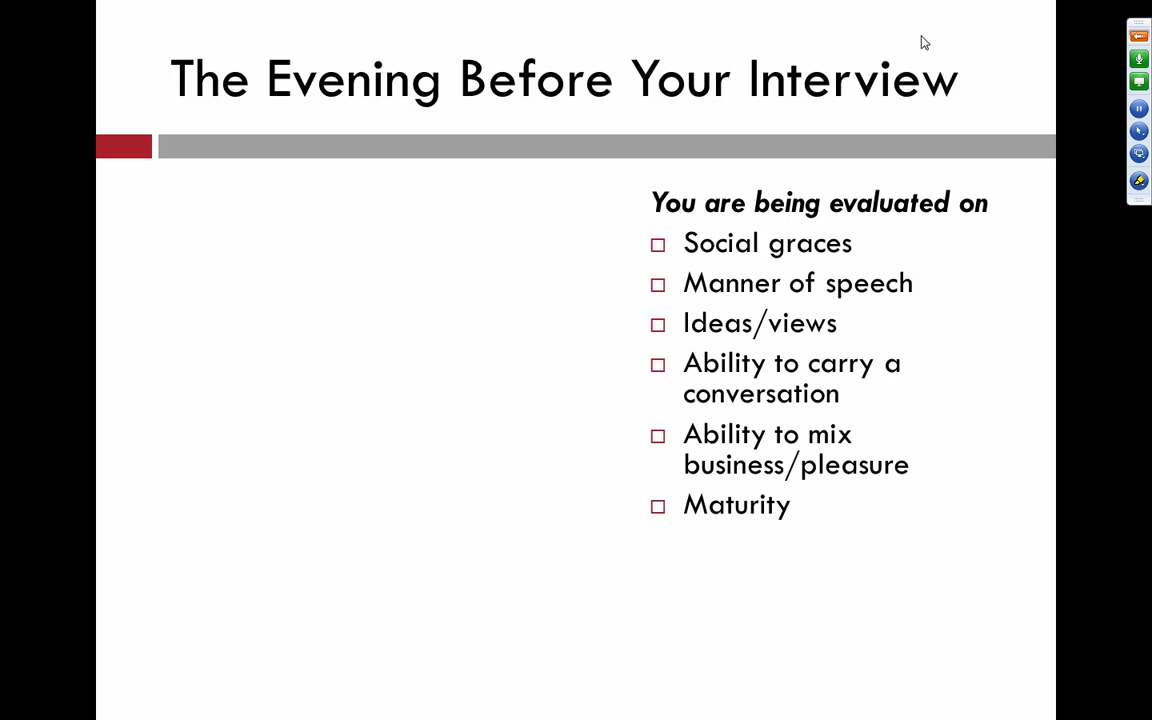 The Evening Before Your Interview
You are being evaluated on
Social graces
Manner of speech
Ideas/views
Ability to carry a
conversation
Ability to mix
business/pleasure
Maturity